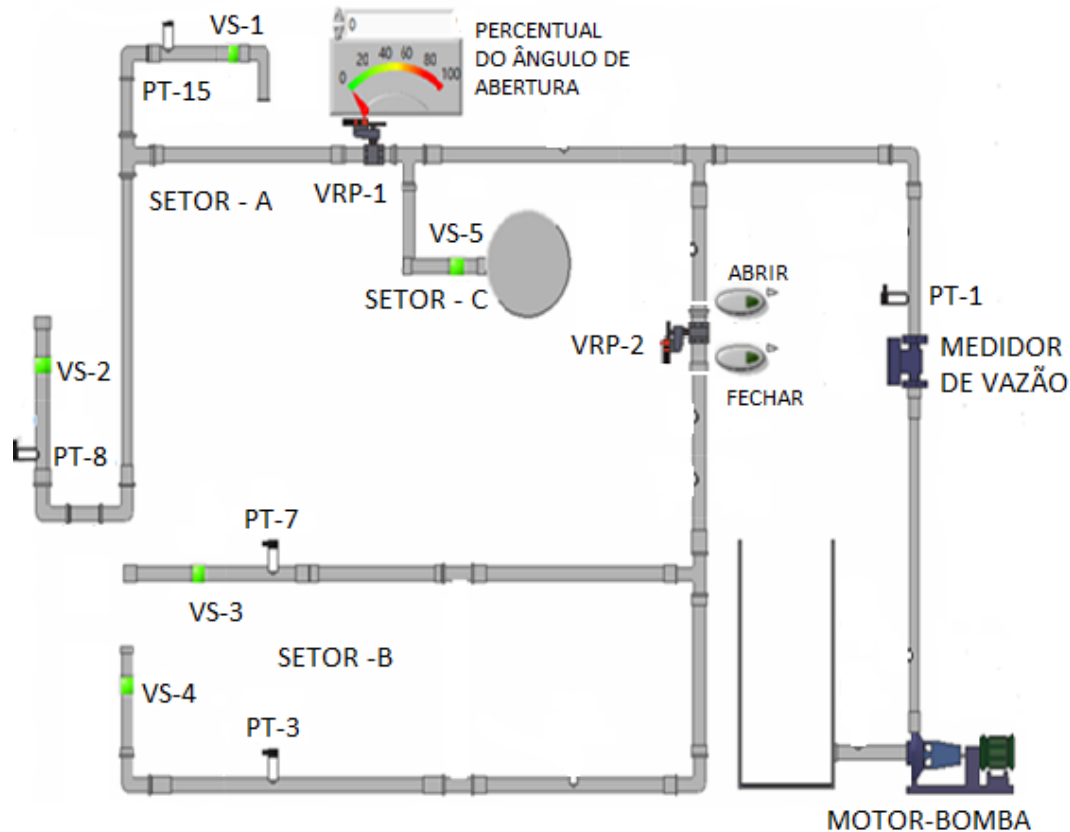 VS-1
PT-15
0
0
20
40
60
80
100
PERCENTUAL
DO ÂNGULO DE
ABERTURA
SETOR - A
VRP-1
VS-5
SETOR - C
ABRIR
VRP-2
FECHAR
PT-1
MEDIDOR
DE VAZÃO
VS-2
PT-8
PT-7
VS-3
SETOR -B
VS-4
PT-3
MOTOR-BOMBA